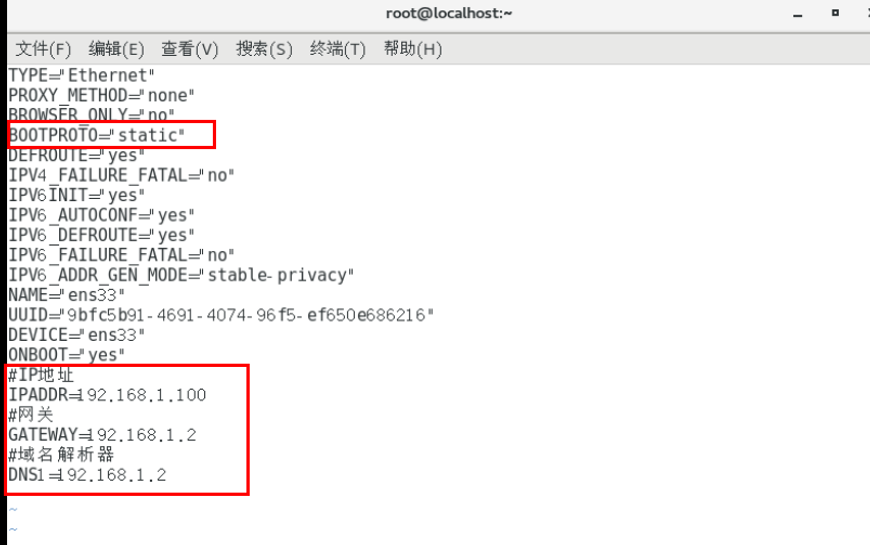 root@localhost:~
文件(F) 编辑(E) 查看(V) 搜索(S) 终端(T) 帮助(H)
TYPE="Ethernet"
PROXY_METHOD="none"
BROWSER_ONLY="no"
BOOTPROTO="static"
DEFROUTE="yes"
IPV4_FAILURE_FATAL="no"
IPV6INIT="yes"
IPV6_AUTOCONF="yes"
IPV6_DEFROUTE="yes"
IPV6_FAILURE_FATAL="no"
IPV6_ADDR_GEN_MODE="stable-privacy"
NAME="ens33"
UUID="9bfc5b91-4691-4074-96f5-ef650e686216"
DEVICE="ens33"
ONBOOT="yes"
#IP地址
IPADDR=192.168.1.100
#网关
GATEWAY=192.168.1.2
#域名解析器
DNS1=192.168.1.2
~
~